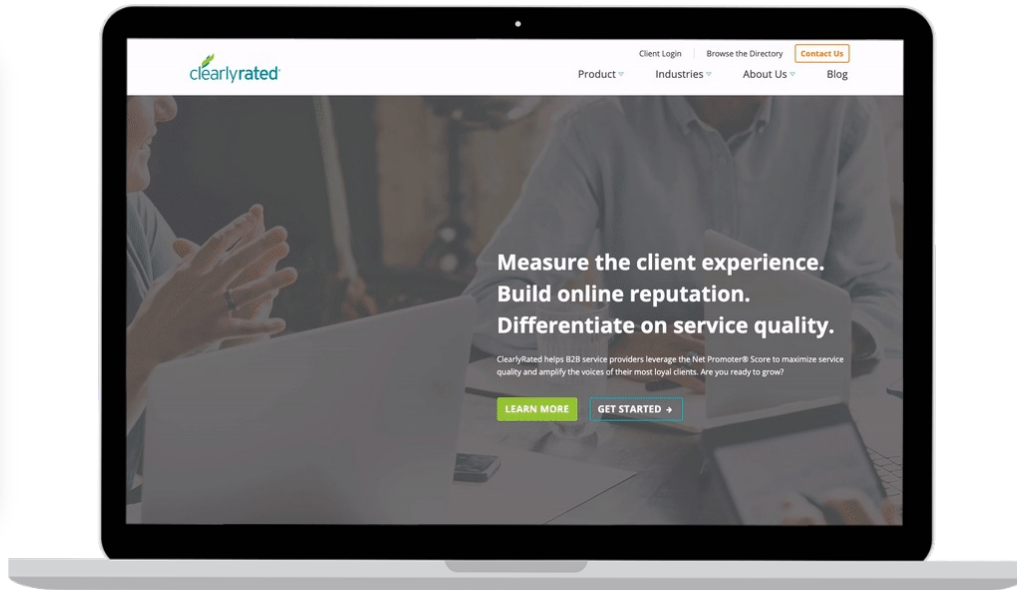 Client Login
Browse the Directory
Contact Us
clearlyrated
Product
Industries
About Us
Blog
Measure the client experience.
Build online reputation.
Differentiate on service quality.
ClearlyRated helps B2B service providers leverage the Net Promoter® Score to maximize service
quality and amplify the voices of their most loyal clients. Are you ready to grow?
LEARN MORE
GET STARTED →